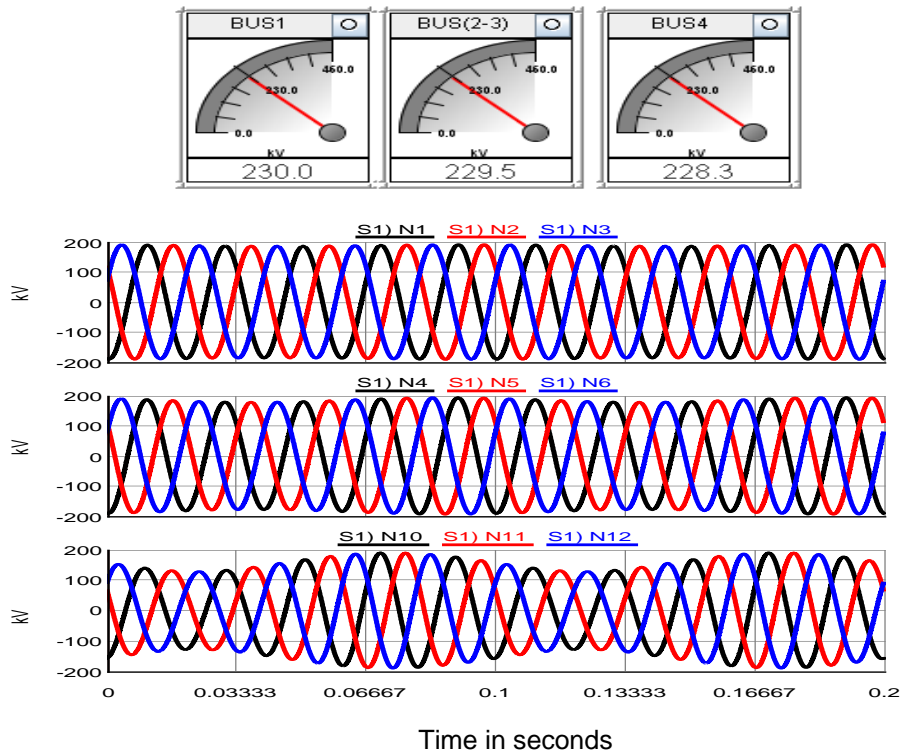 BUS1 O BUS(2-3) O BUS4 O
460.0 460.0 460.0
230.0 230.0 230.0
0.0 0.0 0.0
kV kV kV
230.0 229.5 228.3
S1) N1 S1) N2 S1) N3
200
100
0
-100
-200
kV
S1) N4 S1) N5 S1) N6
200
100
0
-100
-200
kV
S1) N10 S1) N11 S1) N12
200
100
0
-100
-200
kV
0 0.03333 0.06667 0.1 0.13333 0.16667 0.2
Time in seconds